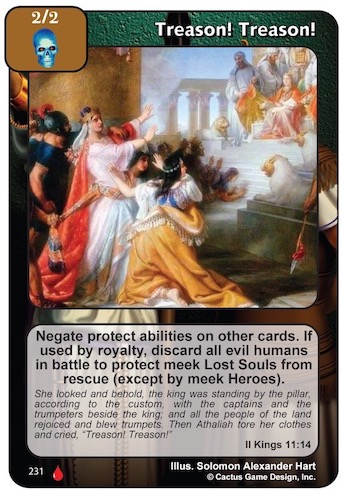 2/2
Treason! Treason!
Negate protect abilities on other cards. If
used by royalty, discard all evil humans
in battle to protect meek Lost Souls from
rescue (except by meek Heroes).
She looked and behold, the king was standing by the pillar,
according to the custom, with the captains and the
trumpeters beside the king; and all the people of the land
rejoiced and blew trumpets. Then Athaliah tore her clothes
and cried, "Treason! Treason!"
II Kings 11:14
231
Illus. Solomon Alexander Hart
© Cactus Game Design, Inc.